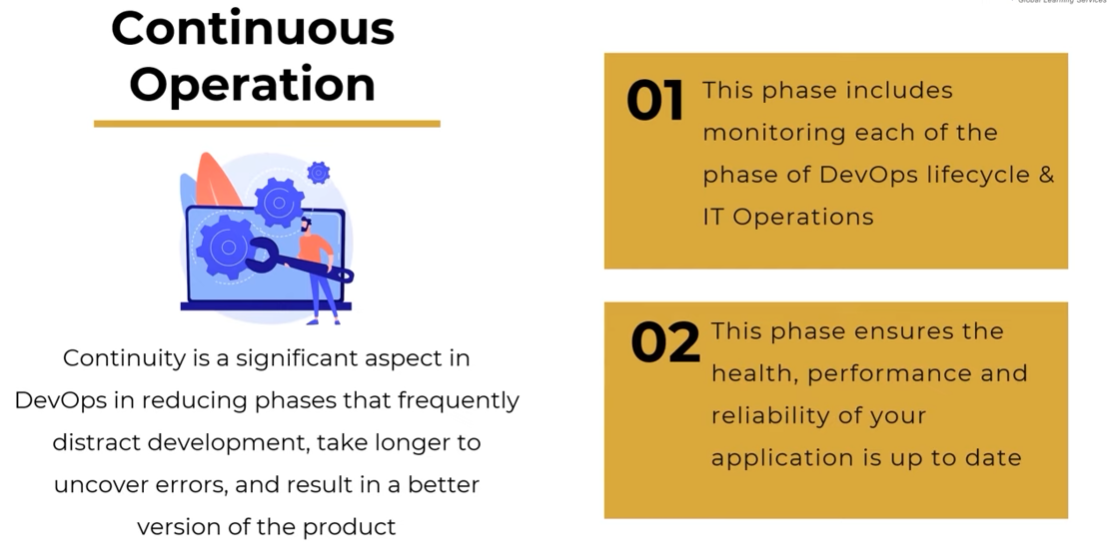 Global Learning Services
Continuous
Operation
Continuity is a significant aspect in
DevOps in reducing phases that frequently
distract development, take longer to
uncover errors, and result in a better
version of the product
01
This phase includes
monitoring each of the
phase of DevOps lifecycle &
IT Operations
02
This phase ensures the
health, performance and
reliability of your
application is up to date